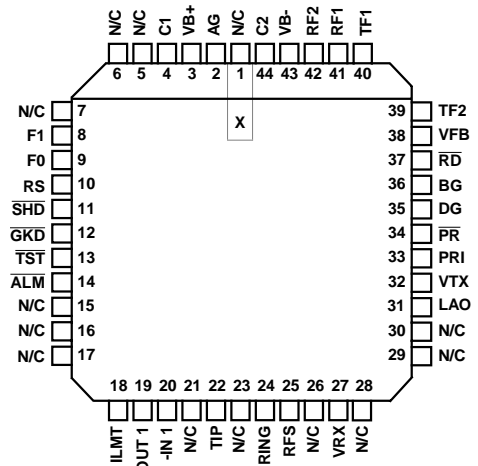 N/C N/C C1 VB+ AG N/C C2 VB- RF2 RF1 TF1
6 5 4 3 2 1 44 43 42 41 40
X
N/C 7 39 TF2
F1 8 38 VFB
F0 9 37 RD
RS 10 36 BG
SHD 11 35 DG
GKD 12 34 PR
TST 13 33 PRI
ALM 14 32 VTX
N/C 15 31 LAO
N/C 16 30 N/C
N/C 17 29 N/C
18 19 20 21 22 23 24 25 26 27 28
ILMT OUT 1 -IN 1 N/C TIP N/C RING RFS N/C VRX N/C